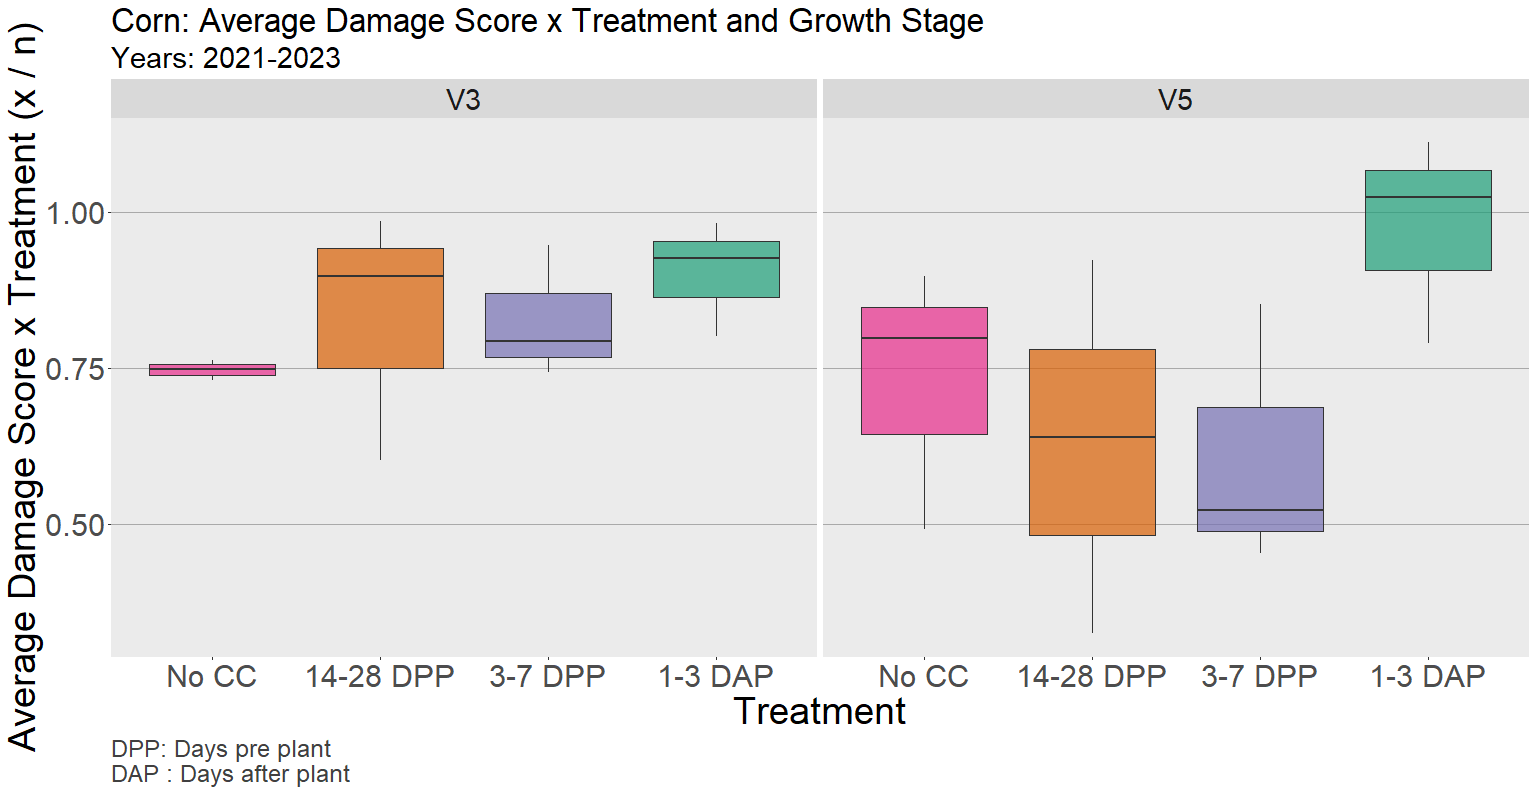 Corn: Average Damage Score x Treatment and Growth Stage
Years: 2021-2023
Average Damage Score x Treatment (x / n)
V3
V5
1.00
0.75
0.50
No CC
14-28 DPP
3-7 DPP
1-3 DAP
No CC
14-28 DPP
3-7 DPP
1-3 DAP
Treatment
DPP: Days pre plant
DAP : Days after plant